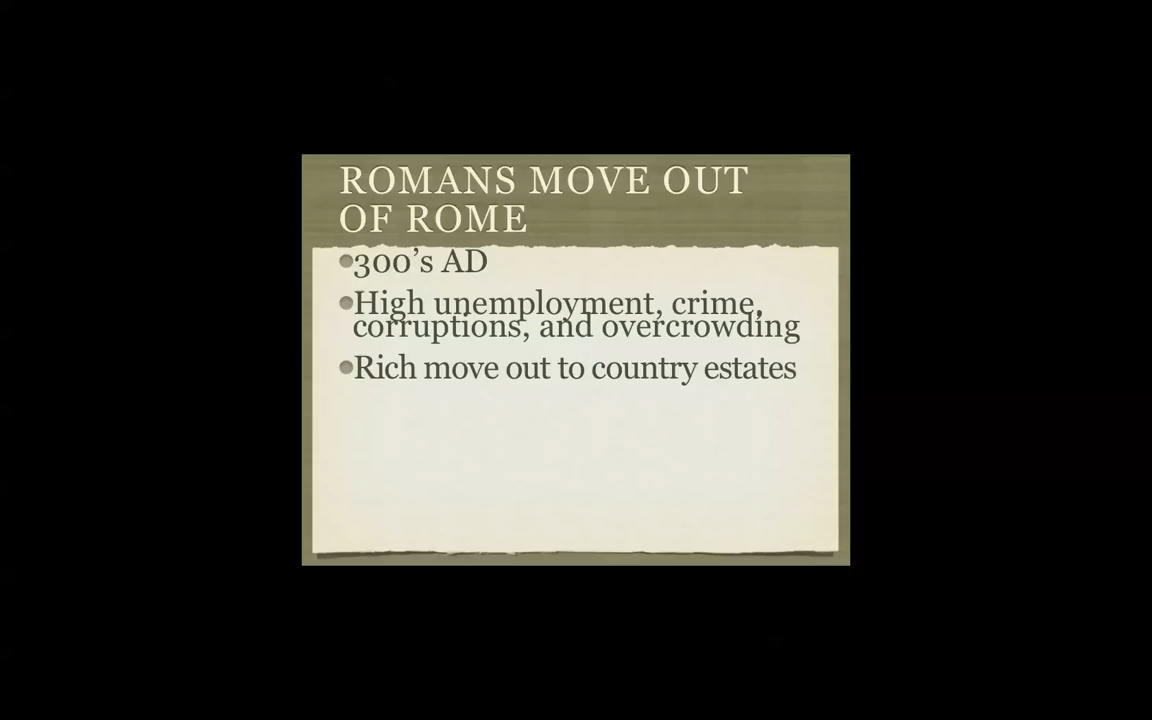 ROMANS MOVE OUT
OF ROME
•300's AD
•High unemployment, crime,
corruptions, and overcrowding
•Rich move out to country estates